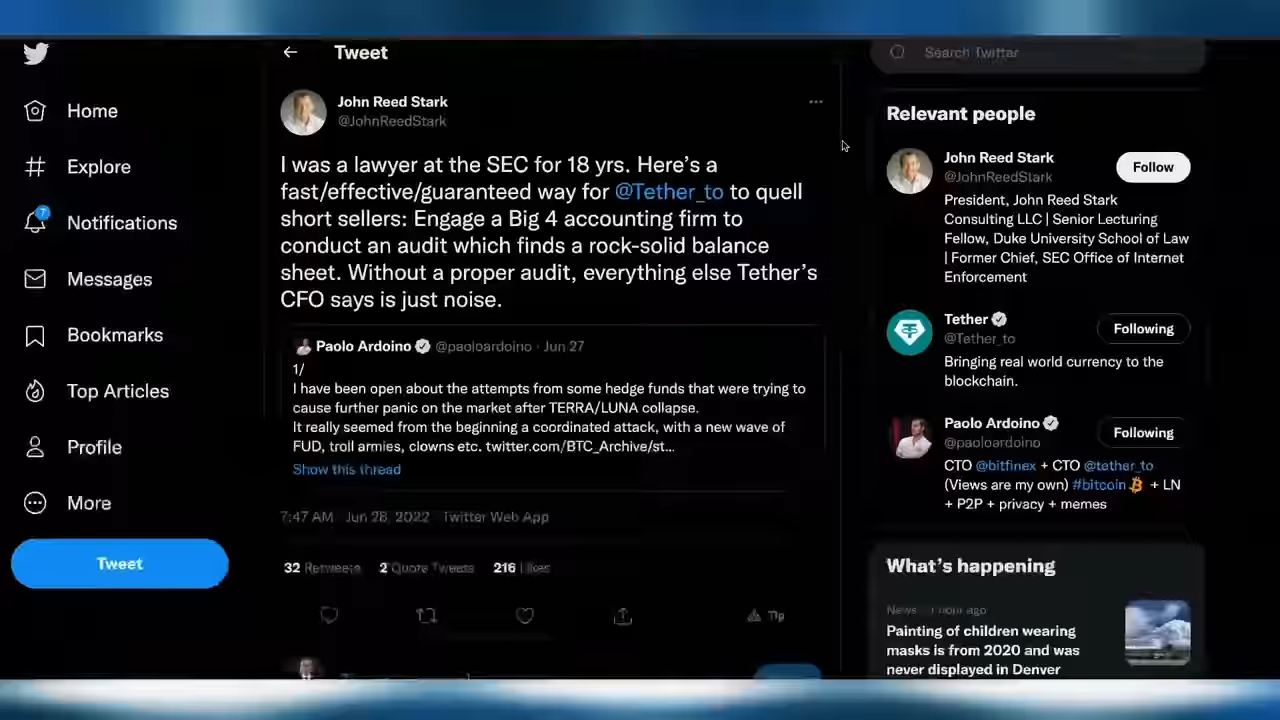 Tweet
Search Twitter
Home
Explore
7
Notifications
Messages
Bookmarks
Top Articles
Profile
More
Tweet
John Reed Stark
@JohnReedStark
I was a lawyer at the SEC for 18 yrs. Here's a
fast/effective/guaranteed way for @Tether_to to quell
short sellers: Engage a Big 4 accounting firm to
conduct an audit which finds a rock-solid balance
sheet. Without a proper audit, everything else Tether's
CFO says is just noise.
Paolo Ardoino @paoloardoino · Jun 27
1/
I have been open about the attempts from some hedge funds that were trying to
cause further panic on the market after TERRA/LUNA collapse.
It really seemed from the beginning a coordinated attack, with a new wave of
FUD, troll armies, clowns etc. twitter.com/BTC_Archive/st...
Show this thread
7:47 AM · Jun 28, 2022 · Twitter Web App
32 Retweets 2 Quote Tweets 216 Likes
Tip
Relevant people
John Reed Stark
@JohnReedStark
Follow
President, John Reed Stark
Consulting LLC | Senior Lecturing
Fellow, Duke University School of Law
| Former Chief, SEC Office of Internet
Enforcement
Tether
@Tether_to
Following
Bringing real world currency to the
blockchain.
Paolo Ardoino
@paoloardoino
Following
CTO @bitfinex + CTO @tether_to
(Views are my own) #bitcoin + LN
+ P2P + privacy + memes
What's happening
News · 1 hour ago
Painting of children wearing
masks is from 2020 and was
never displayed in Denver